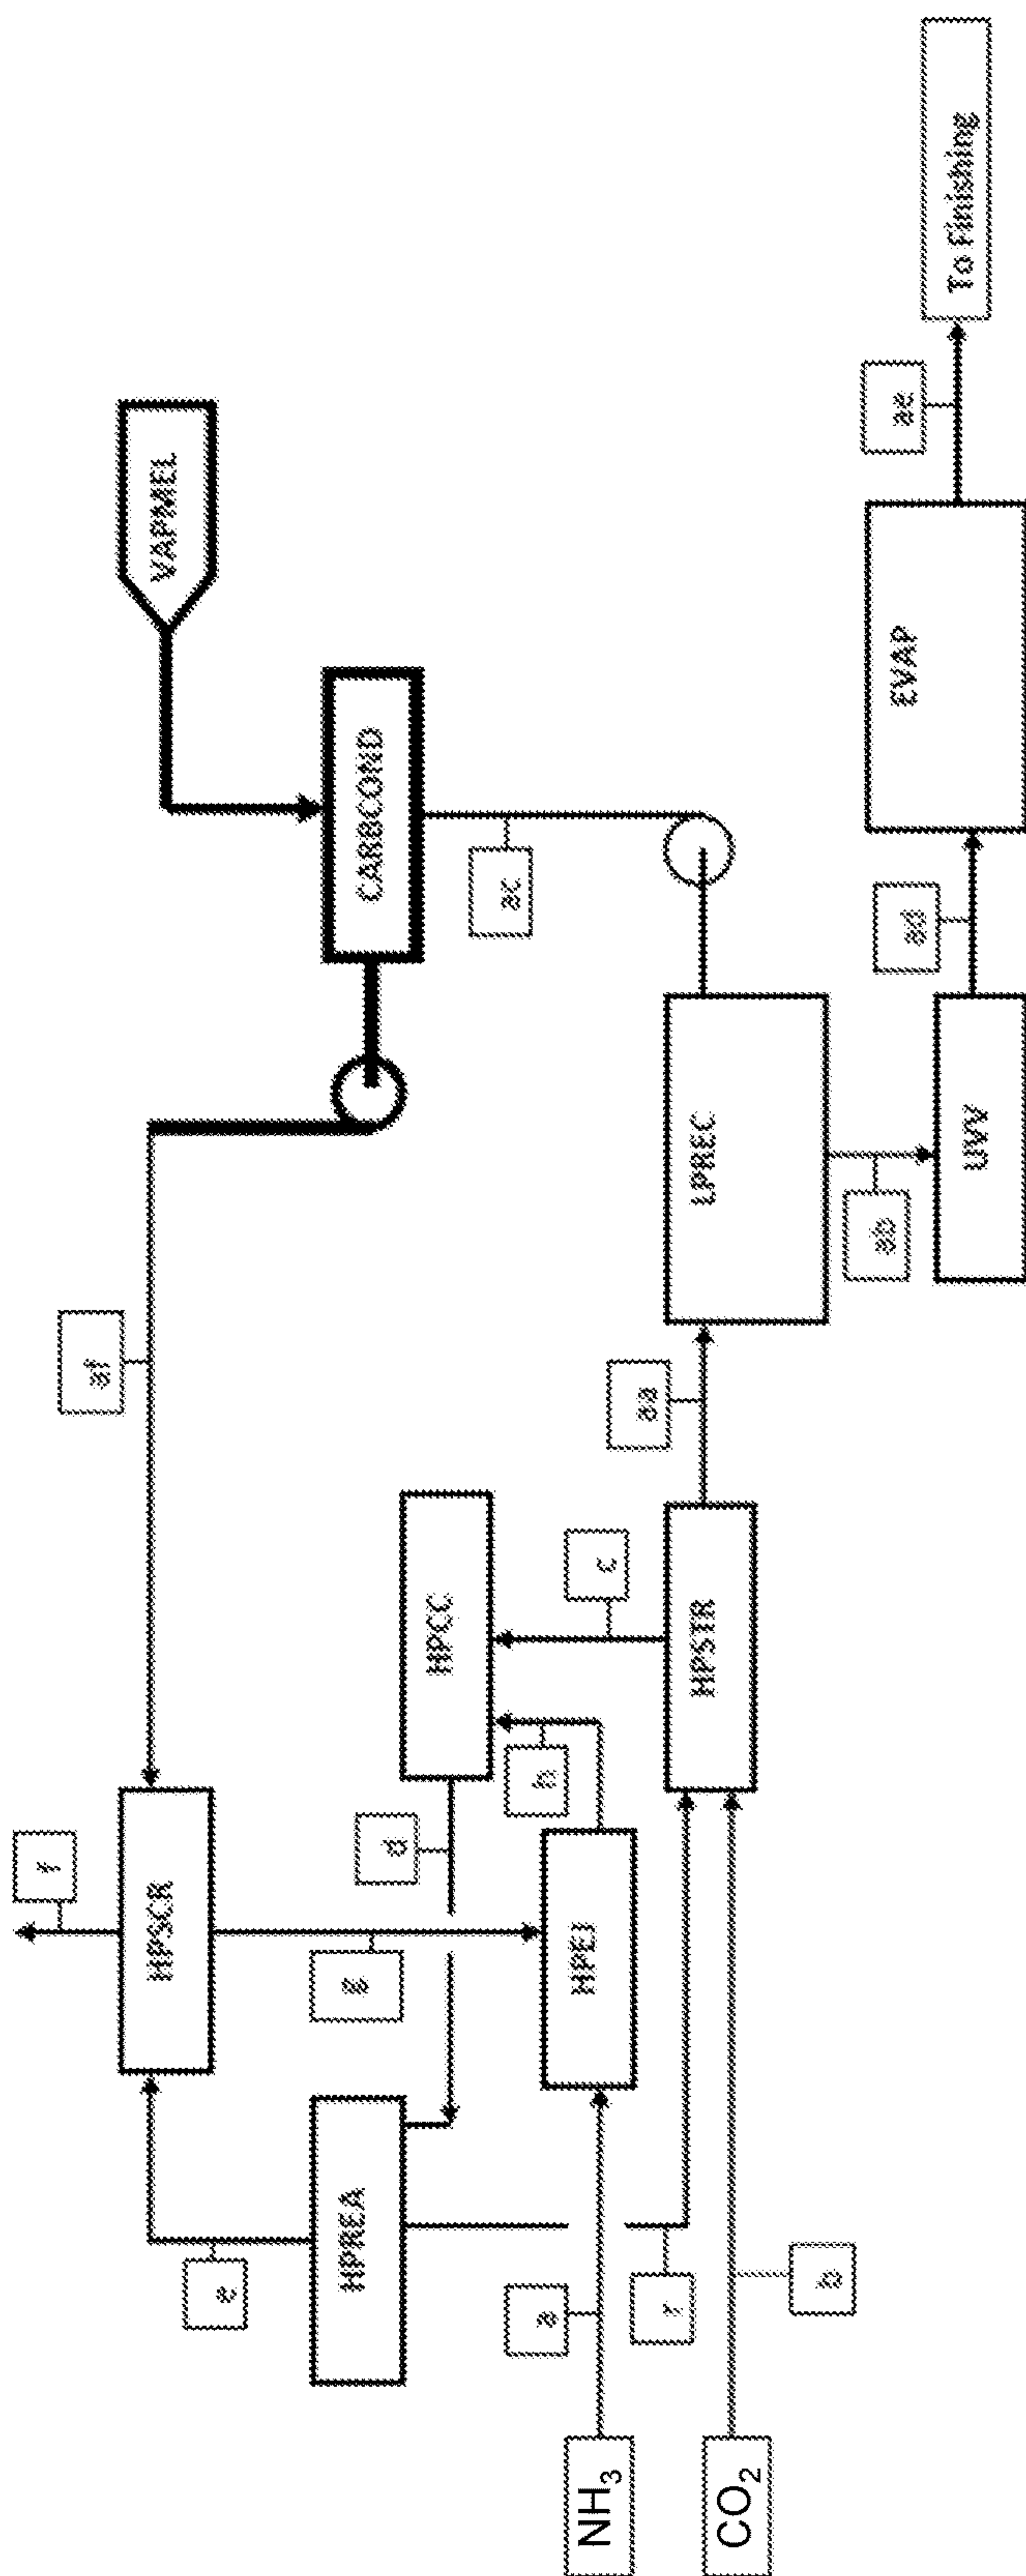 VAPMEL
CARBCOND
af
ac
f
HPSCR
e
g
d
HPCC
HPREA
h
c
HPEJ
a
NH3
r
HPSTR
aa
LPREC
b
CO2
ab
UVV
ad
EVAP
ae
To Finishing